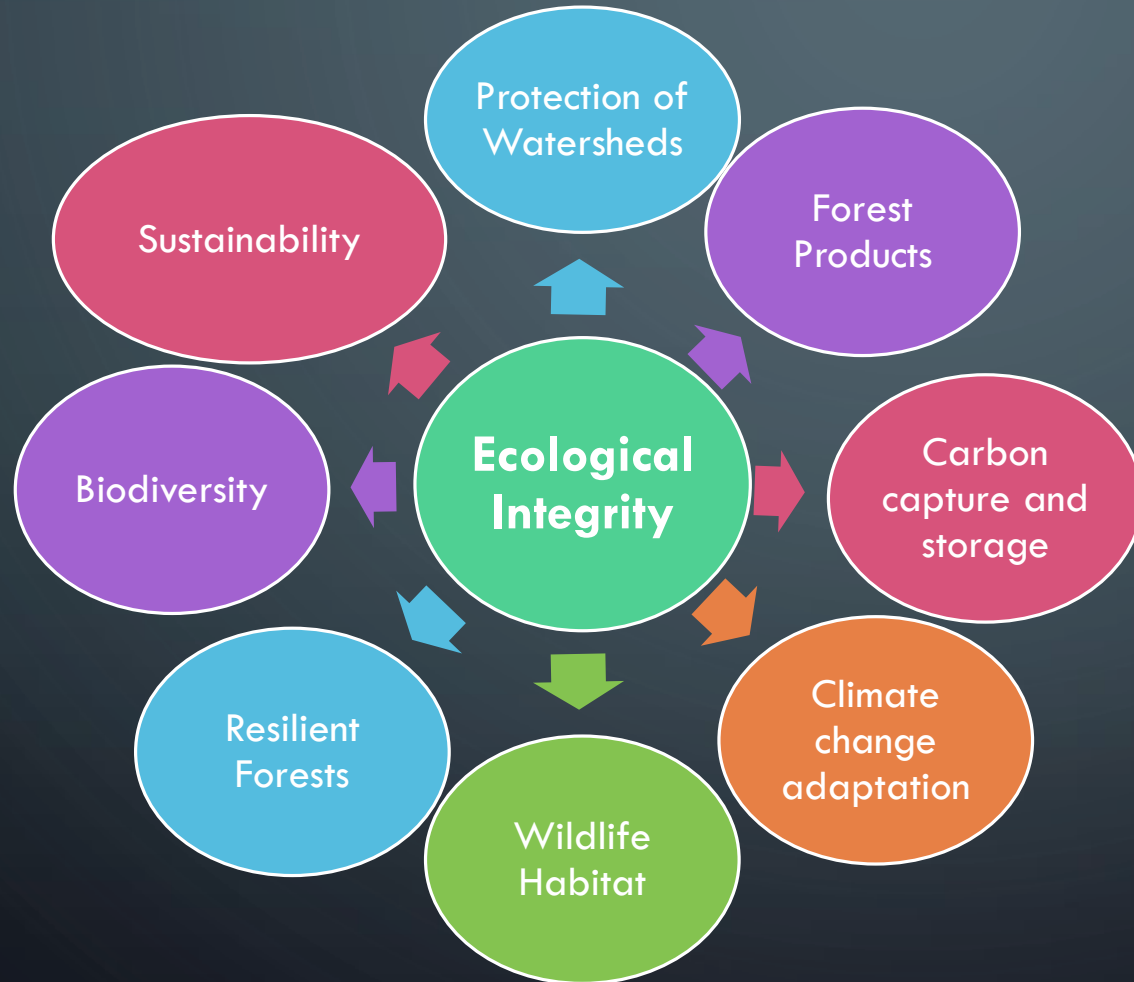 Protection of
Watersheds
Forest
Products
Carbon
capture and
storage
Climate
change
adaptation
Wildlife
Habitat
Resilient
Forests
Biodiversity
Sustainability
Ecological
Integrity